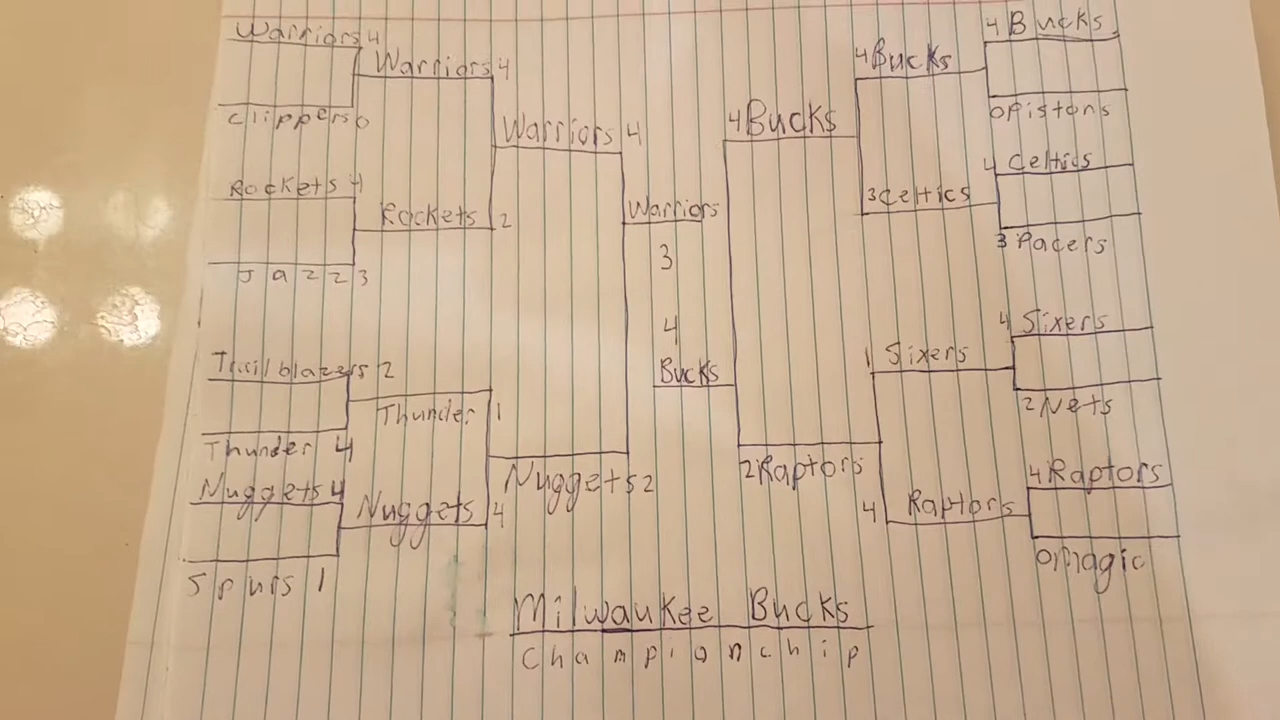 Warriors 4
Clippers 0
Rockets 4
Jazz 3
Trail blazers 2
Thunder 4
Nuggets 4
Spurs 1
Warriors 4
Rockets 2
Thunder 1
Nuggets 4
Warriors 4
Nuggets 2
Warriors
3
4
Bucks
4 Bucks
2 Raptors
4 Bucks
3 Celtics
1 Sixers
4 Raptors
4 Bucks
0 Pistons
4 Celtics
3 Pacers
4 Sixers
2 Nets
4 Raptors
0 magic
Milwaukee Bucks
Championchip